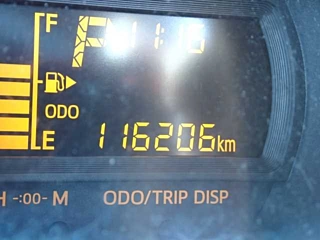 F P
ODO
E 116206km
H -:00- M ODO/TRIP DISP